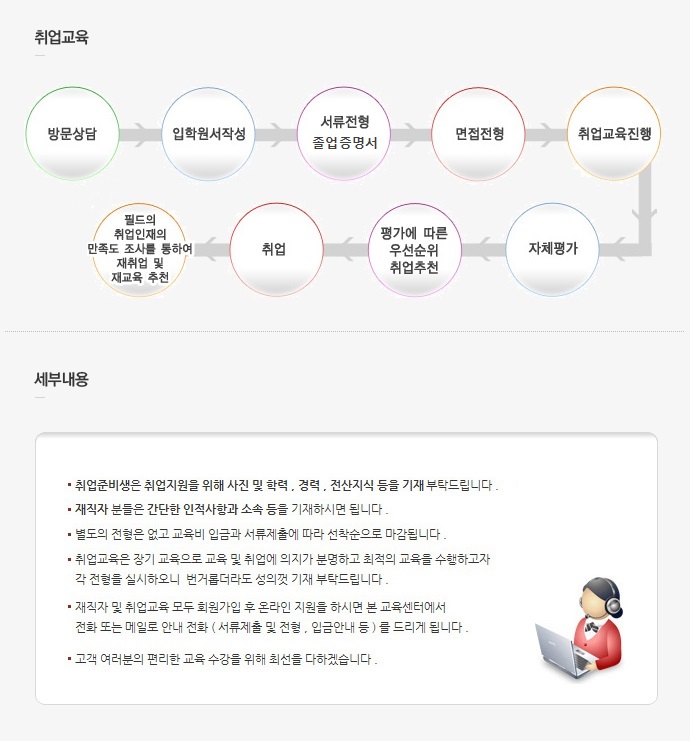 취업교육
방문상담
입학원서작성
서류전형
졸업증명서
면접전형
취업교육진행
자체평가
평가에 따른
우선순위
취업추천
취업
필드의
취업인재의
만족도 조사를 통하여
재취업 및
재교육 추천
세부내용
▪ 취업준비생은 취업지원을 위해 사진 및 학력 , 경력 , 전산지식 등을 기재 부탁드립니다 .
▪ 재직자 분들은 간단한 인적사항과 소속 등을 기재하시면 됩니다 .
▪ 별도의 전형은 없고 교육비 입금과 서류제출에 따라 선착순으로 마감됩니다 .
▪ 취업교육은 장기 교육으로 교육 및 취업에 의지가 분명하고 최적의 교육을 수행하고자
각 전형을 실시하오니 번거롭더라도 성의껏 기재 부탁드립니다 .
▪ 재직자 및 취업교육 모두 회원가입 후 온라인 지원을 하시면 본 교육센터에서
전화 또는 메일로 안내 전화 ( 서류제출 및 전형 , 입금안내 등 ) 를 드리게 됩니다 .
▪ 고객 여러분의 편리한 교육 수강을 위해 최선을 다하겠습니다 .